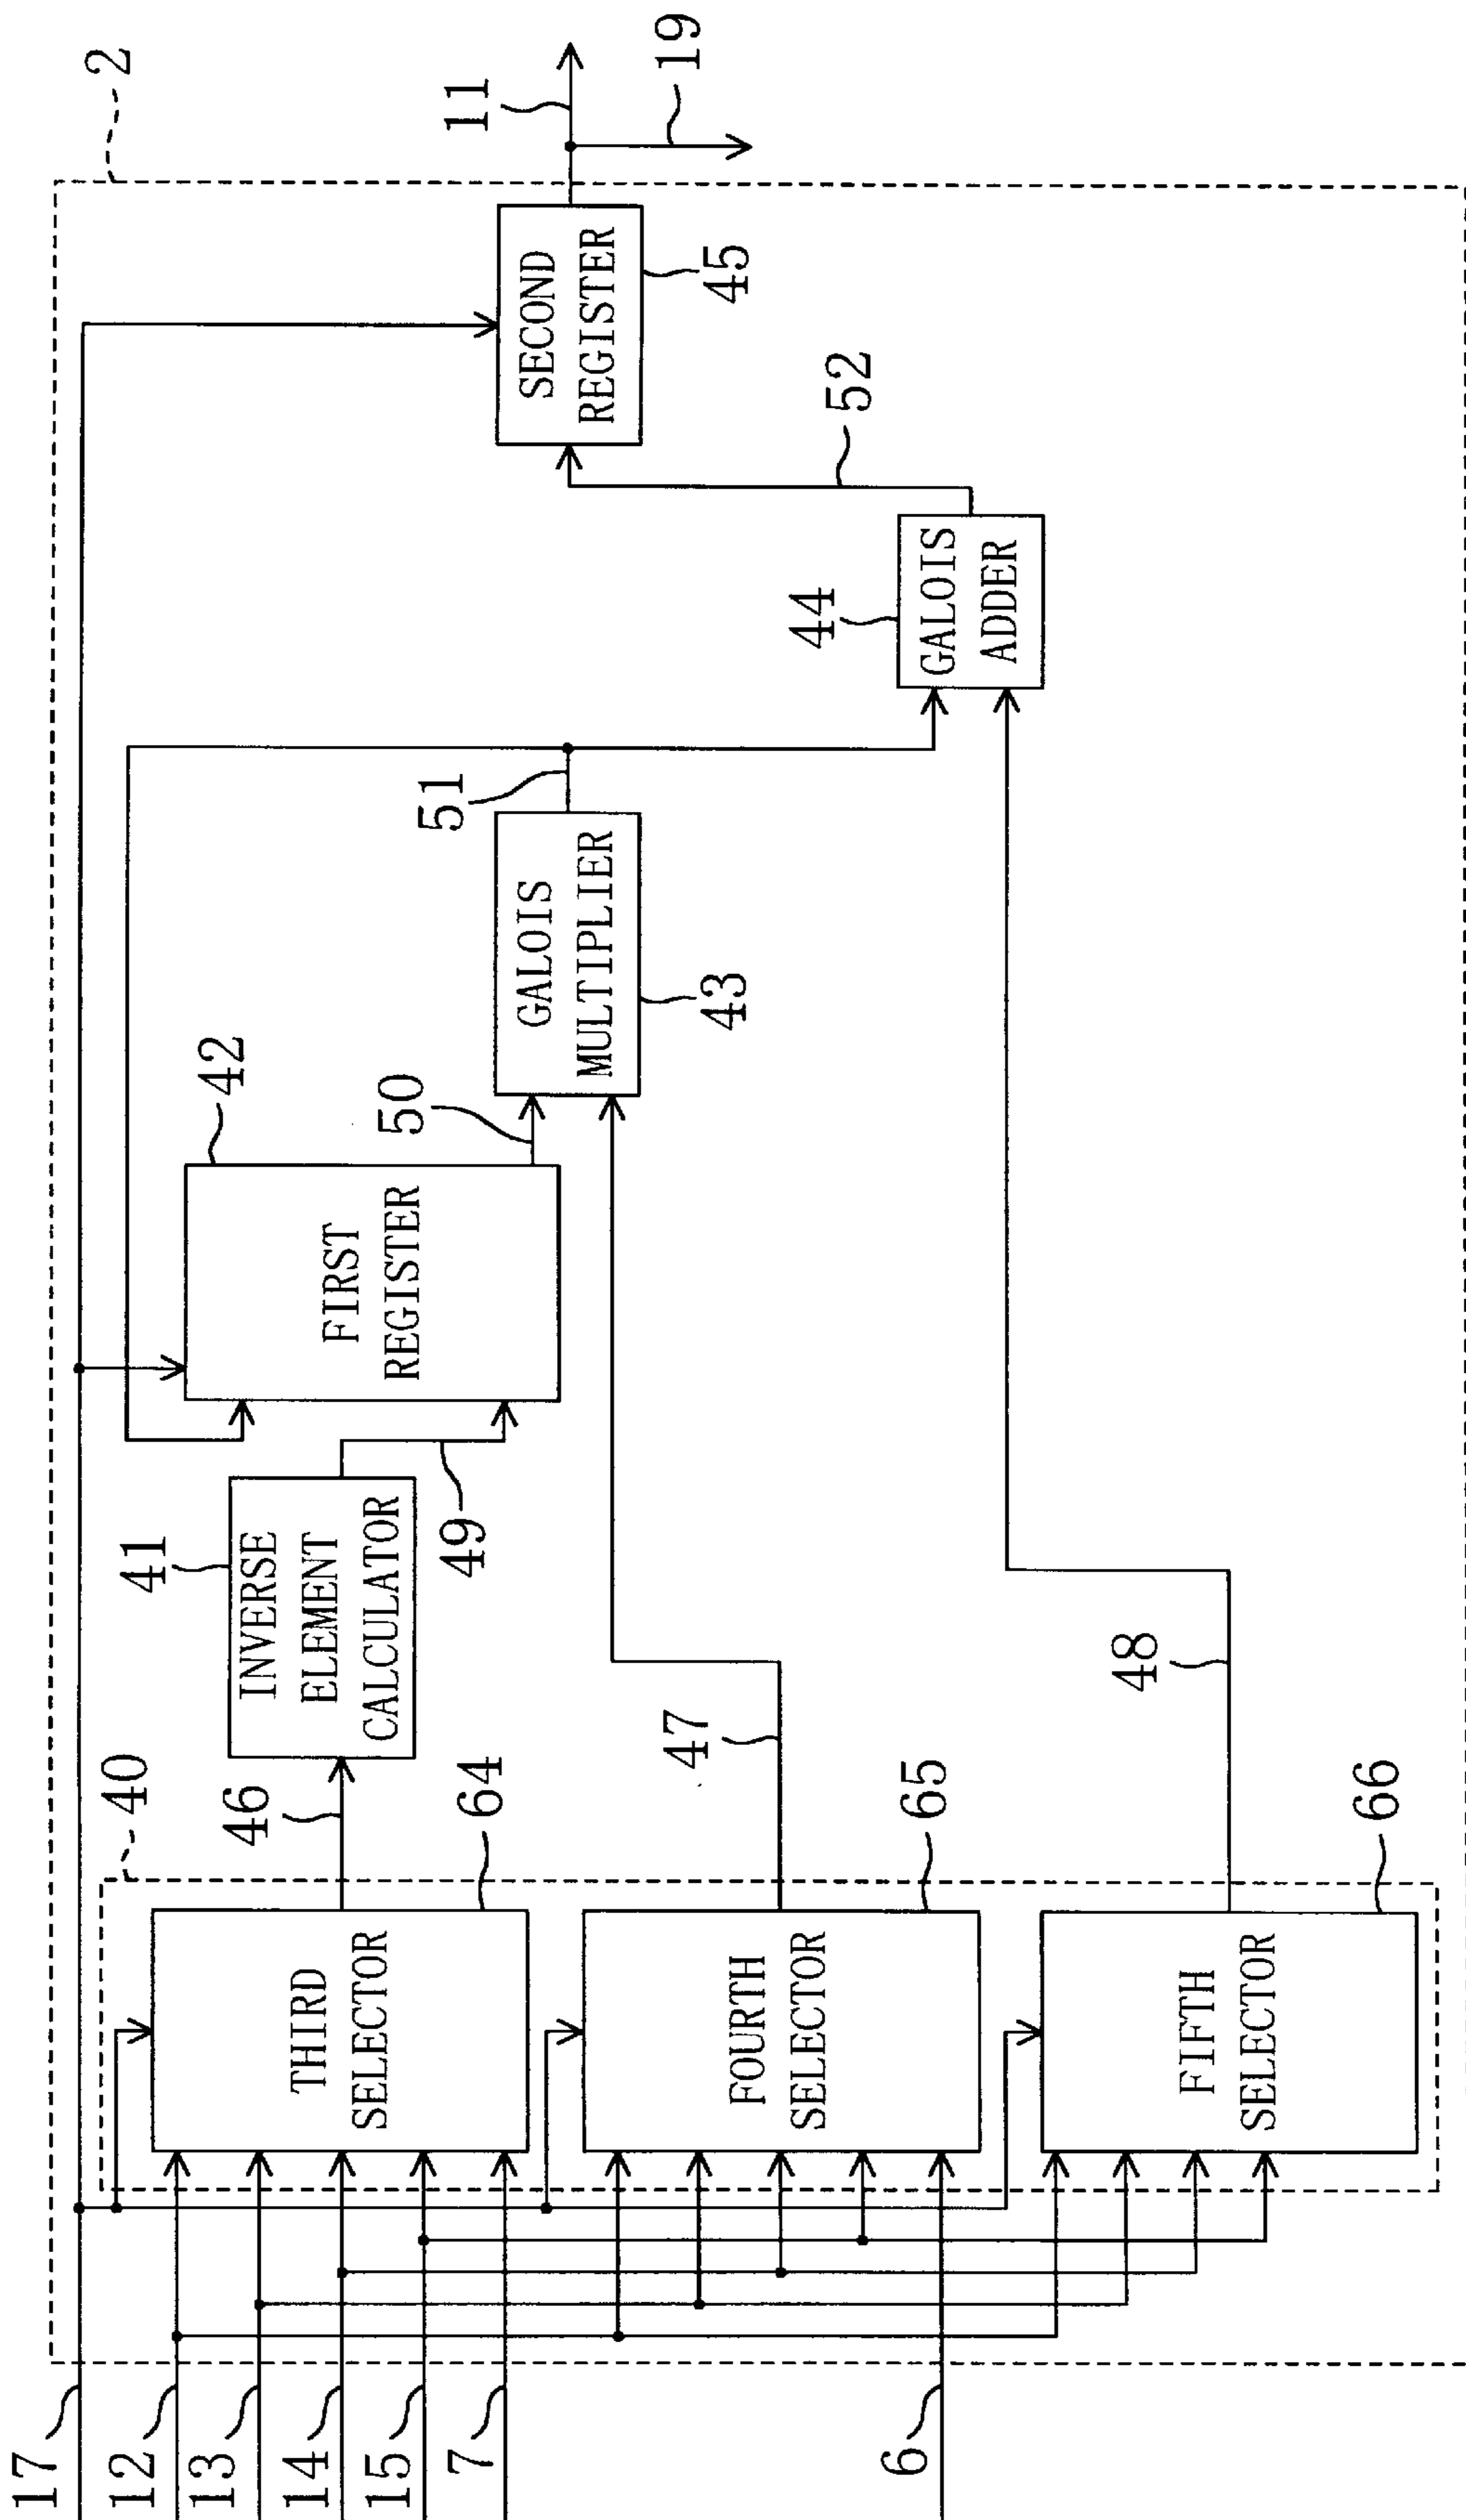 2
11
19
SECOND
REGISTER
45
52
44
GALOIS
ADDER
51
GALOIS
MULTIPLIER
43
42
50
FIRST
REGISTER
41
INVERSE
ELEMENT
CALCULATOR
49
48
47
40
46
64
65
66
THIRD
SELECTOR
FOURTH
SELECTOR
FIFTH
SELECTOR
17
12
13
14
15
7
6